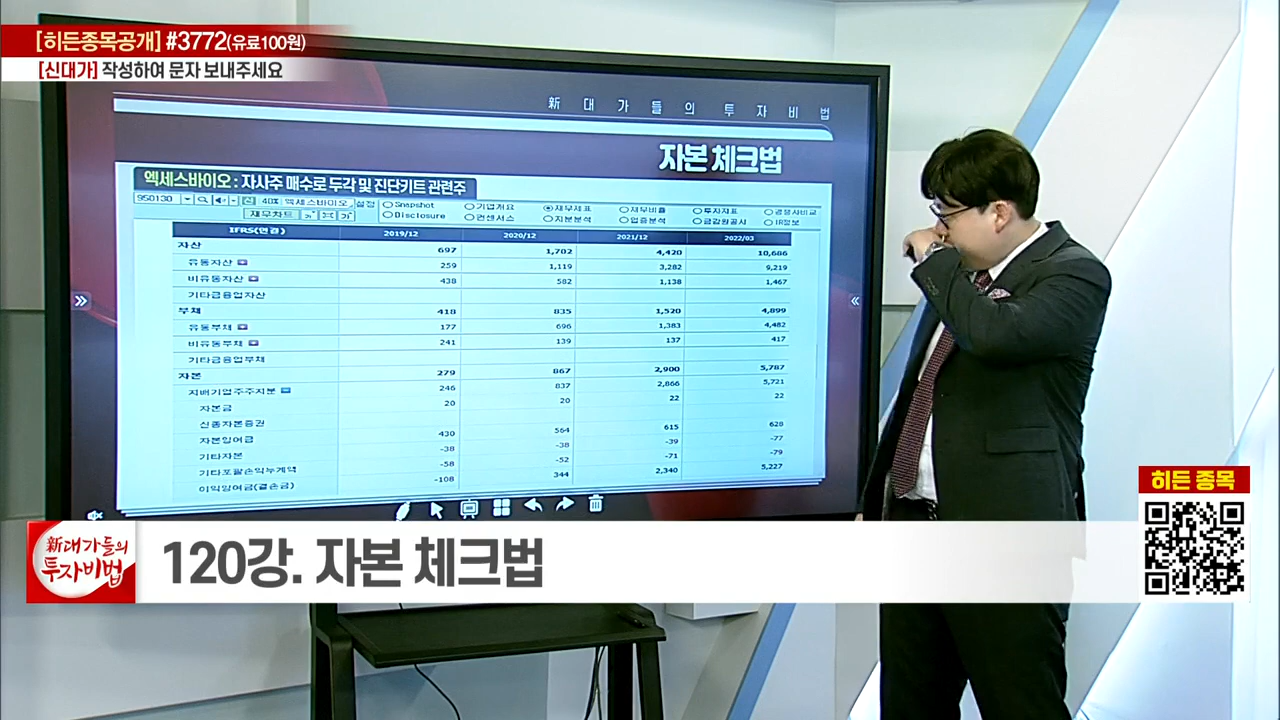 [히든종목공개] #3772(유료100원)
[신대가] 작성하여 문자 보내주세요
新 대 가 들 의 투 자 비 법
자본 체크법
엑세스바이오 : 자사주 매수로 두각 및 진단키트 관련주
950130 40% 엑세스바이오 설정 Snapshot 기업개요 재무제표 재무비율 투자지표 경쟁사비교
재무차트 Disclosure 컨센서스 지분분석 업종분석 금감원공시 IR정보
IFRS(연결) 2019/12 2020/12 2021/12 2022/03
자산 697 1,702 4,420 10,686
유동자산 259 1,119 3,282 9,219
비유동자산 438 582 1,138 1,467
기타금융업자산
부채 418 835 1,520 4,899
유동부채 177 696 1,383 4,482
비유동부채 241 139 137 417
기타금융업부채
자본 279 867 2,900 5,787
지배기업주주지분 246 837 2,866 5,721
자본금 20 20 22 22
신종자본증권
자본잉여금 430 564 615 628
기타자본 -38 -38 -39 -77
기타포괄손익누계액 -58 -52 -71 -79
이익잉여금(결손금) -108 344 2,340 5,227
히든 종목
新대가들의
투자비법
120강. 자본 체크법